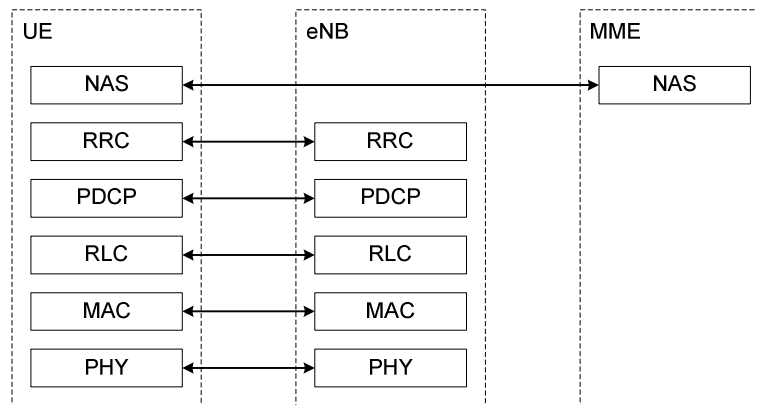 UE eNB MME
NAS NAS
RRC RRC
PDCP PDCP
RLC RLC
MAC MAC
PHY PHY